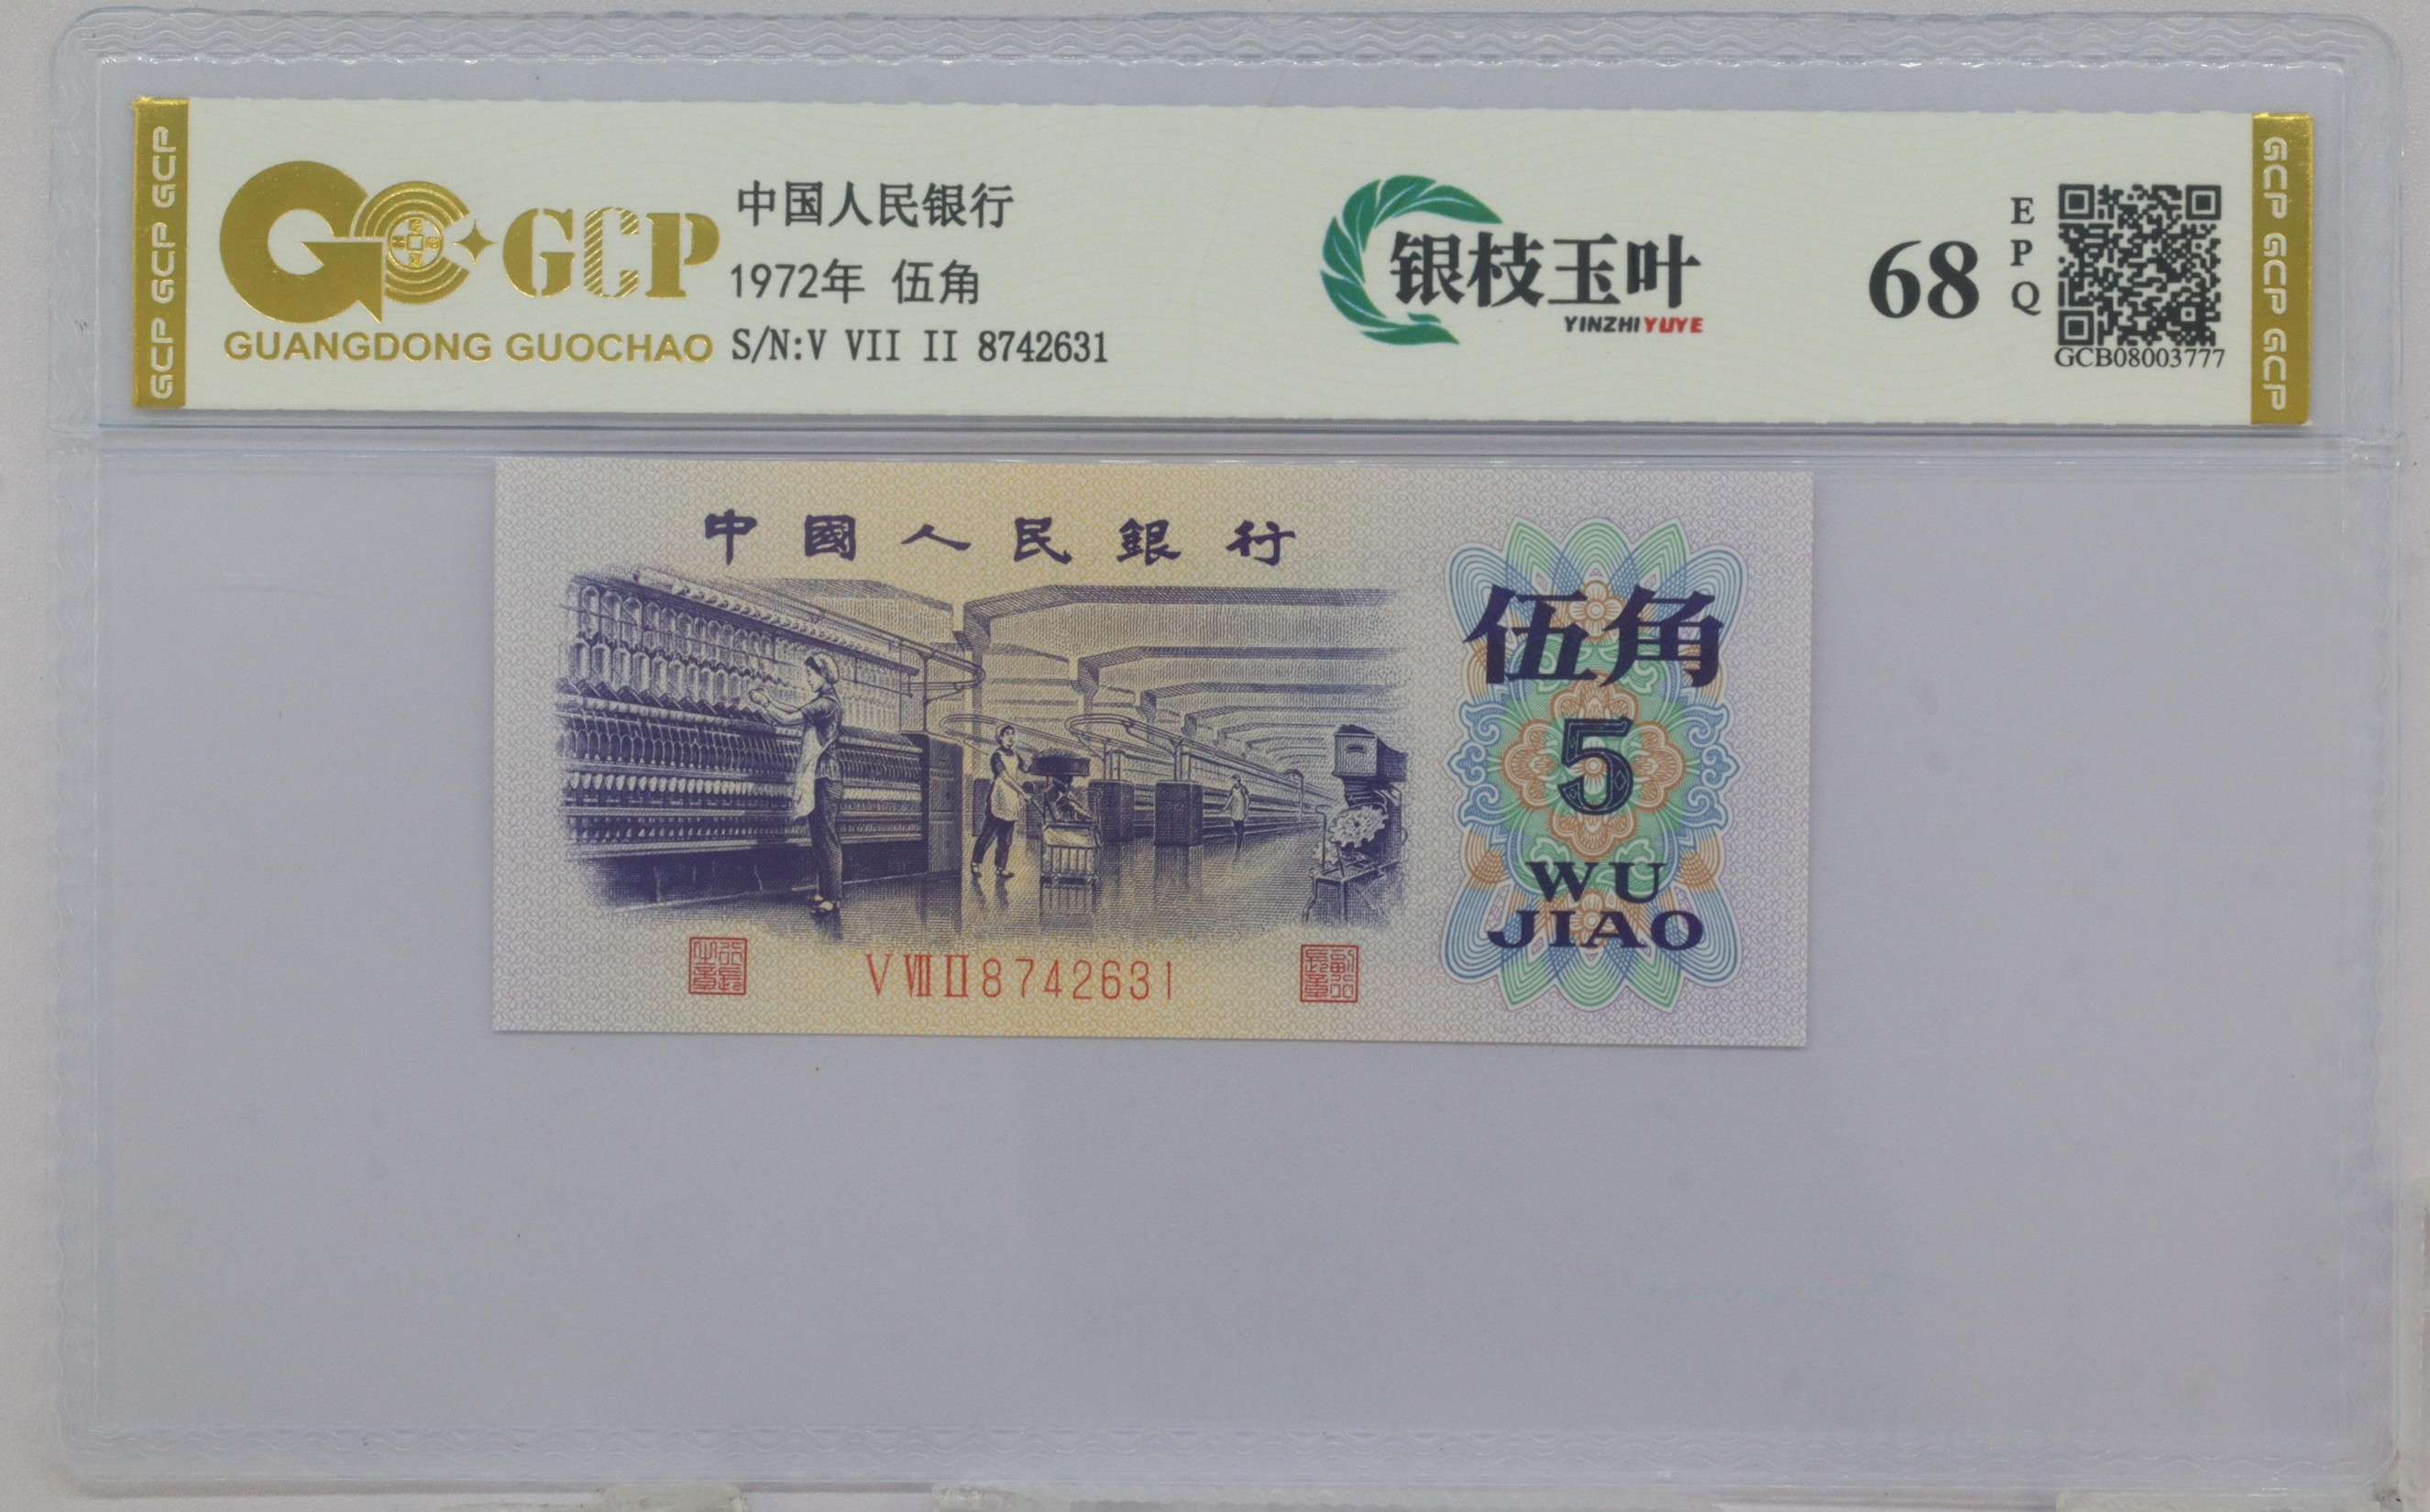 GCP GCP GCP
GCP
GUANGDONG GUOCHAO
中国人民银行
1972年 伍角
S/N:V VII II 8742631
银枝玉叶
YINZHIYUYE
68
E
P
Q
GCB08003777
GCP GCP GCP
中國人民銀行
伍角
5
WU
JIAO
V VII II 8742631